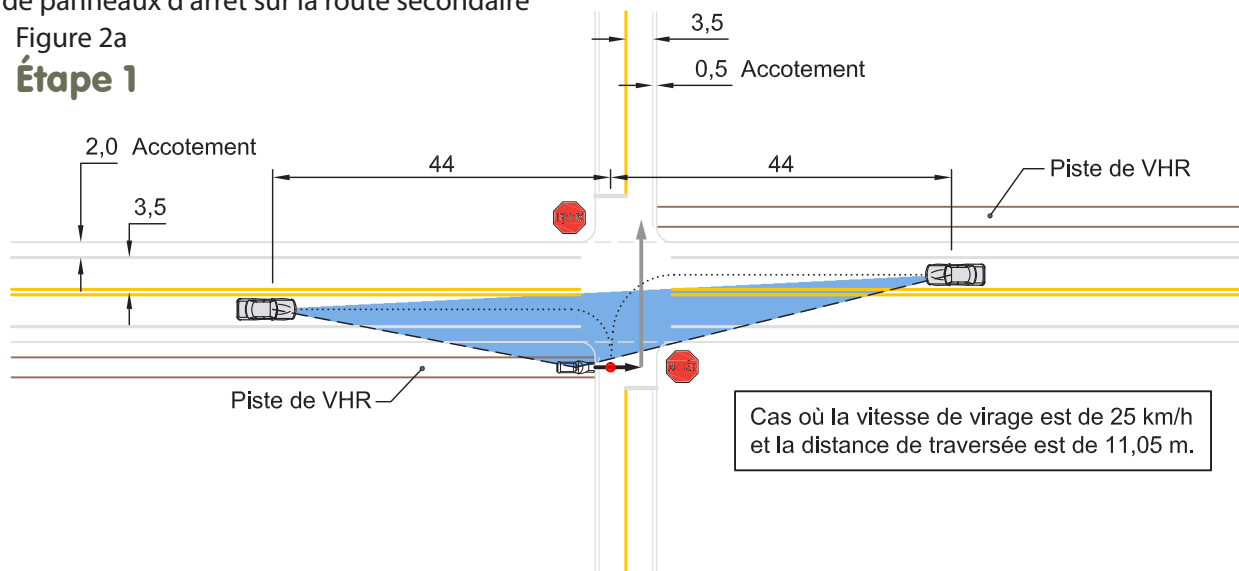 de panneaux d'arrêt sur la route secondaire
Figure 2a
Étape 1
3,5
0,5 Accotement
2,0 Accotement
44
44
Piste de VHR
3,5
ARRÊT
Piste de VHR
Cas où la vitesse de virage est de 25 km/h
et la distance de traversée est de 11,05 m.